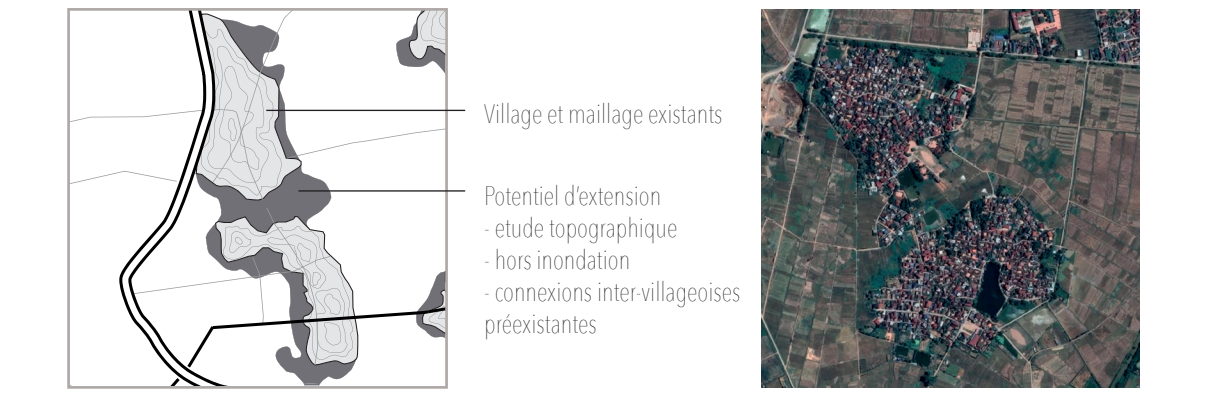 Village et maillage existants
Potentiel d'extension
- etude topographique
- hors inondation
- connexions inter-villageoises
préexistantes